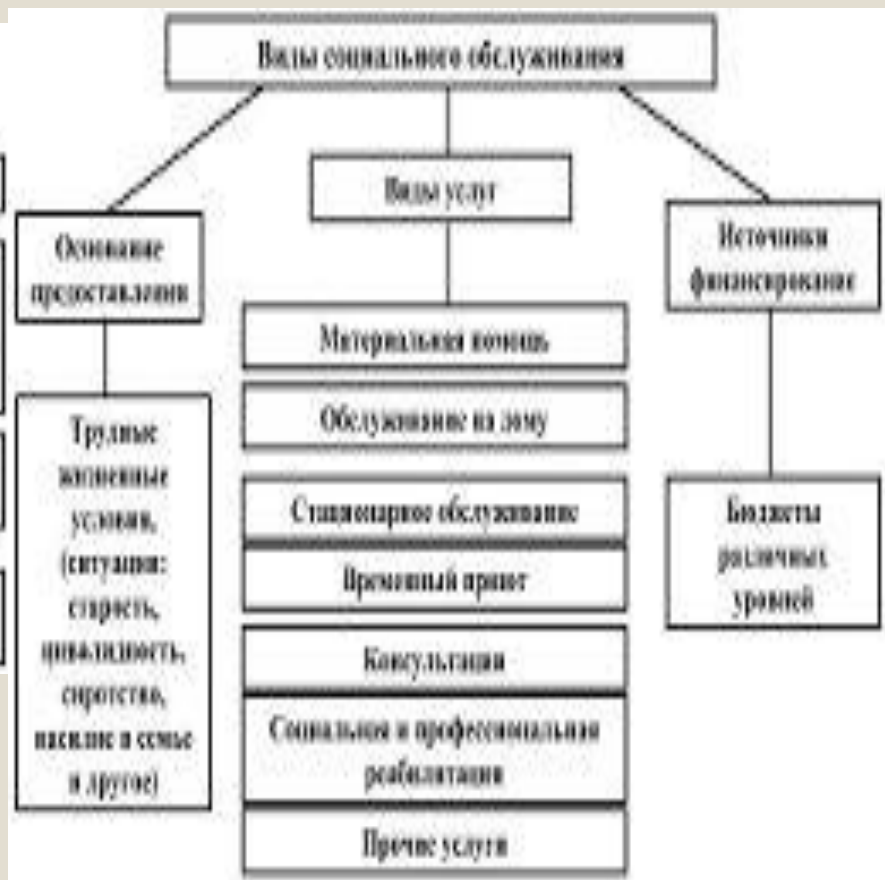 Виды социального обслуживания
Виды услуг
Основание
предоставления
Источники
финансирование
Материальная помощь
Обслуживание на дому
Стационарное обслуживание
Временный приют
Консультации
Социальная и профессиональная
реабилитация
Прочие услуги
Трудные
жизненные
условия,
(ситуации:
старость,
инвалидность,
сиротство,
насилие в семье
и другое)
Бюджеты
различных
уровней